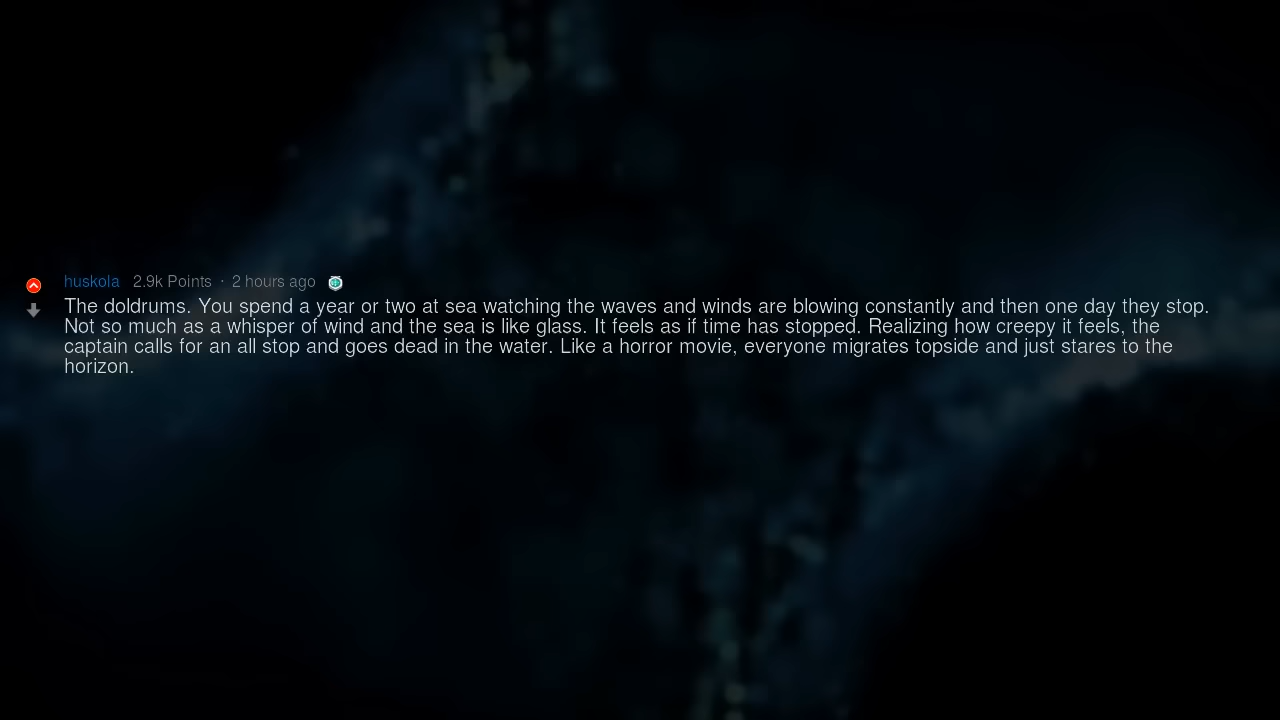 huskola 2.9k Points · 2 hours ago
The doldrums. You spend a year or two at sea watching the waves and winds are blowing constantly and then one day they stop.
Not so much as a whisper of wind and the sea is like glass. It feels as if time has stopped. Realizing how creepy it feels, the
captain calls for an all stop and goes dead in the water. Like a horror movie, everyone migrates topside and just stares to the
horizon.